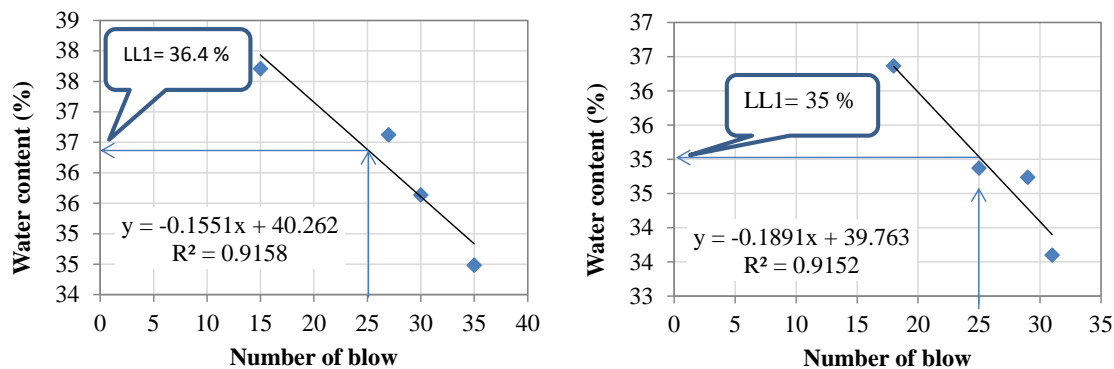 39
38
38
37
37
36
36
35
35
34
0 5 10 15 20 25 30 35 40
Water content (%)
Number of blow
LL1= 36.4 %
y = -0.1551x + 40.262
R² = 0.9158
37
37
36
36
35
35
34
34
33
0 5 10 15 20 25 30 35
Water content (%)
Number of blow
LL1= 35 %
y = -0.1891x + 39.763
R² = 0.9152